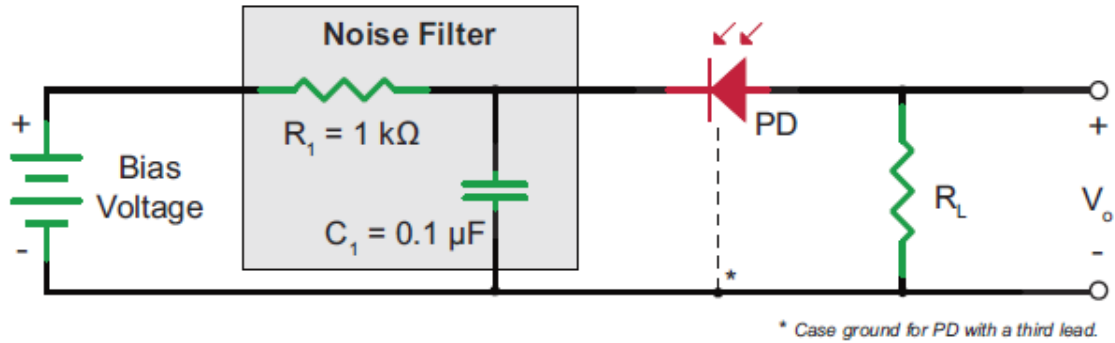 Noise Filter
R₁ = 1 kΩ
C₁ = 0.1 µF
+
Bias
Voltage
-
PD
*
R_L
+
Vₒ
-
* Case ground for PD with a third lead.